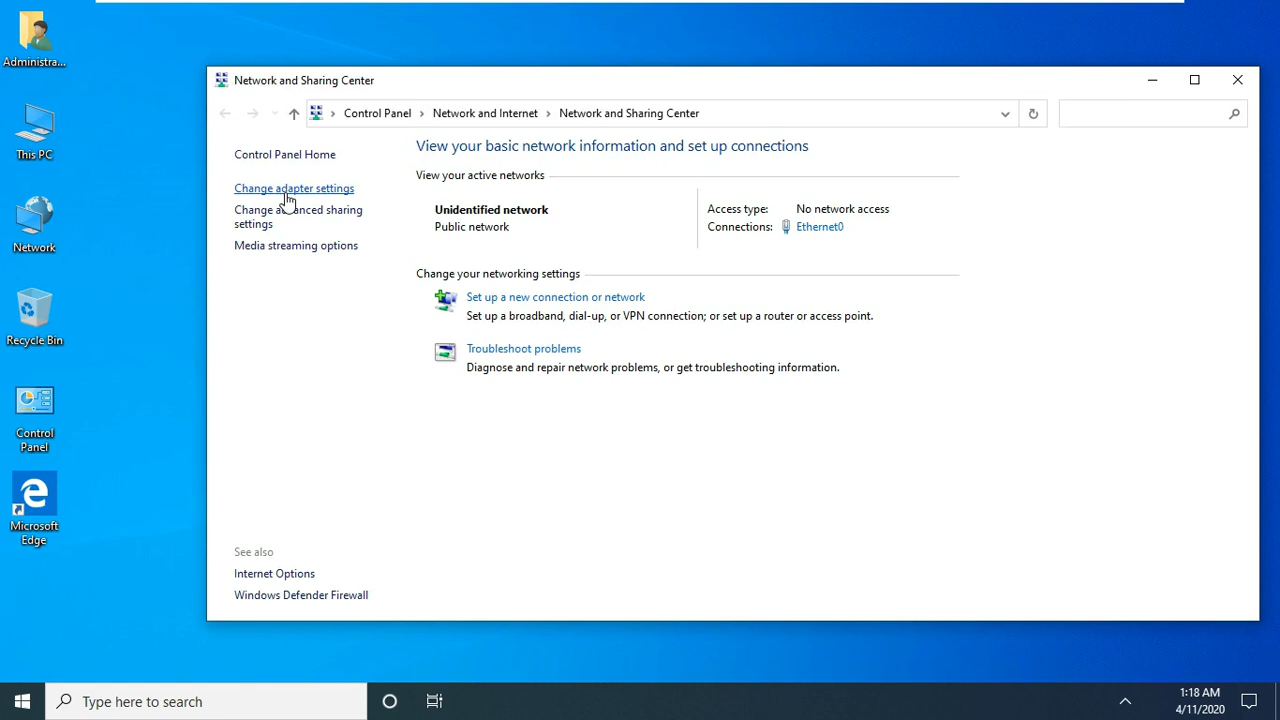 Administra...
This PC
Network
Recycle Bin
Control
Panel
Microsoft
Edge
Network and Sharing Center
Control Panel > Network and Internet > Network and Sharing Center
Control Panel Home
Change adapter settings
Change advanced sharing
settings
Media streaming options
See also
Internet Options
Windows Defender Firewall
View your basic network information and set up connections
View your active networks
Unidentified network
Public network
Access type: No network access
Connections: Ethernet0
Change your networking settings
Set up a new connection or network
Set up a broadband, dial-up, or VPN connection; or set up a router or access point.
Troubleshoot problems
Diagnose and repair network problems, or get troubleshooting information.
Type here to search
1:18 AM
4/11/2020